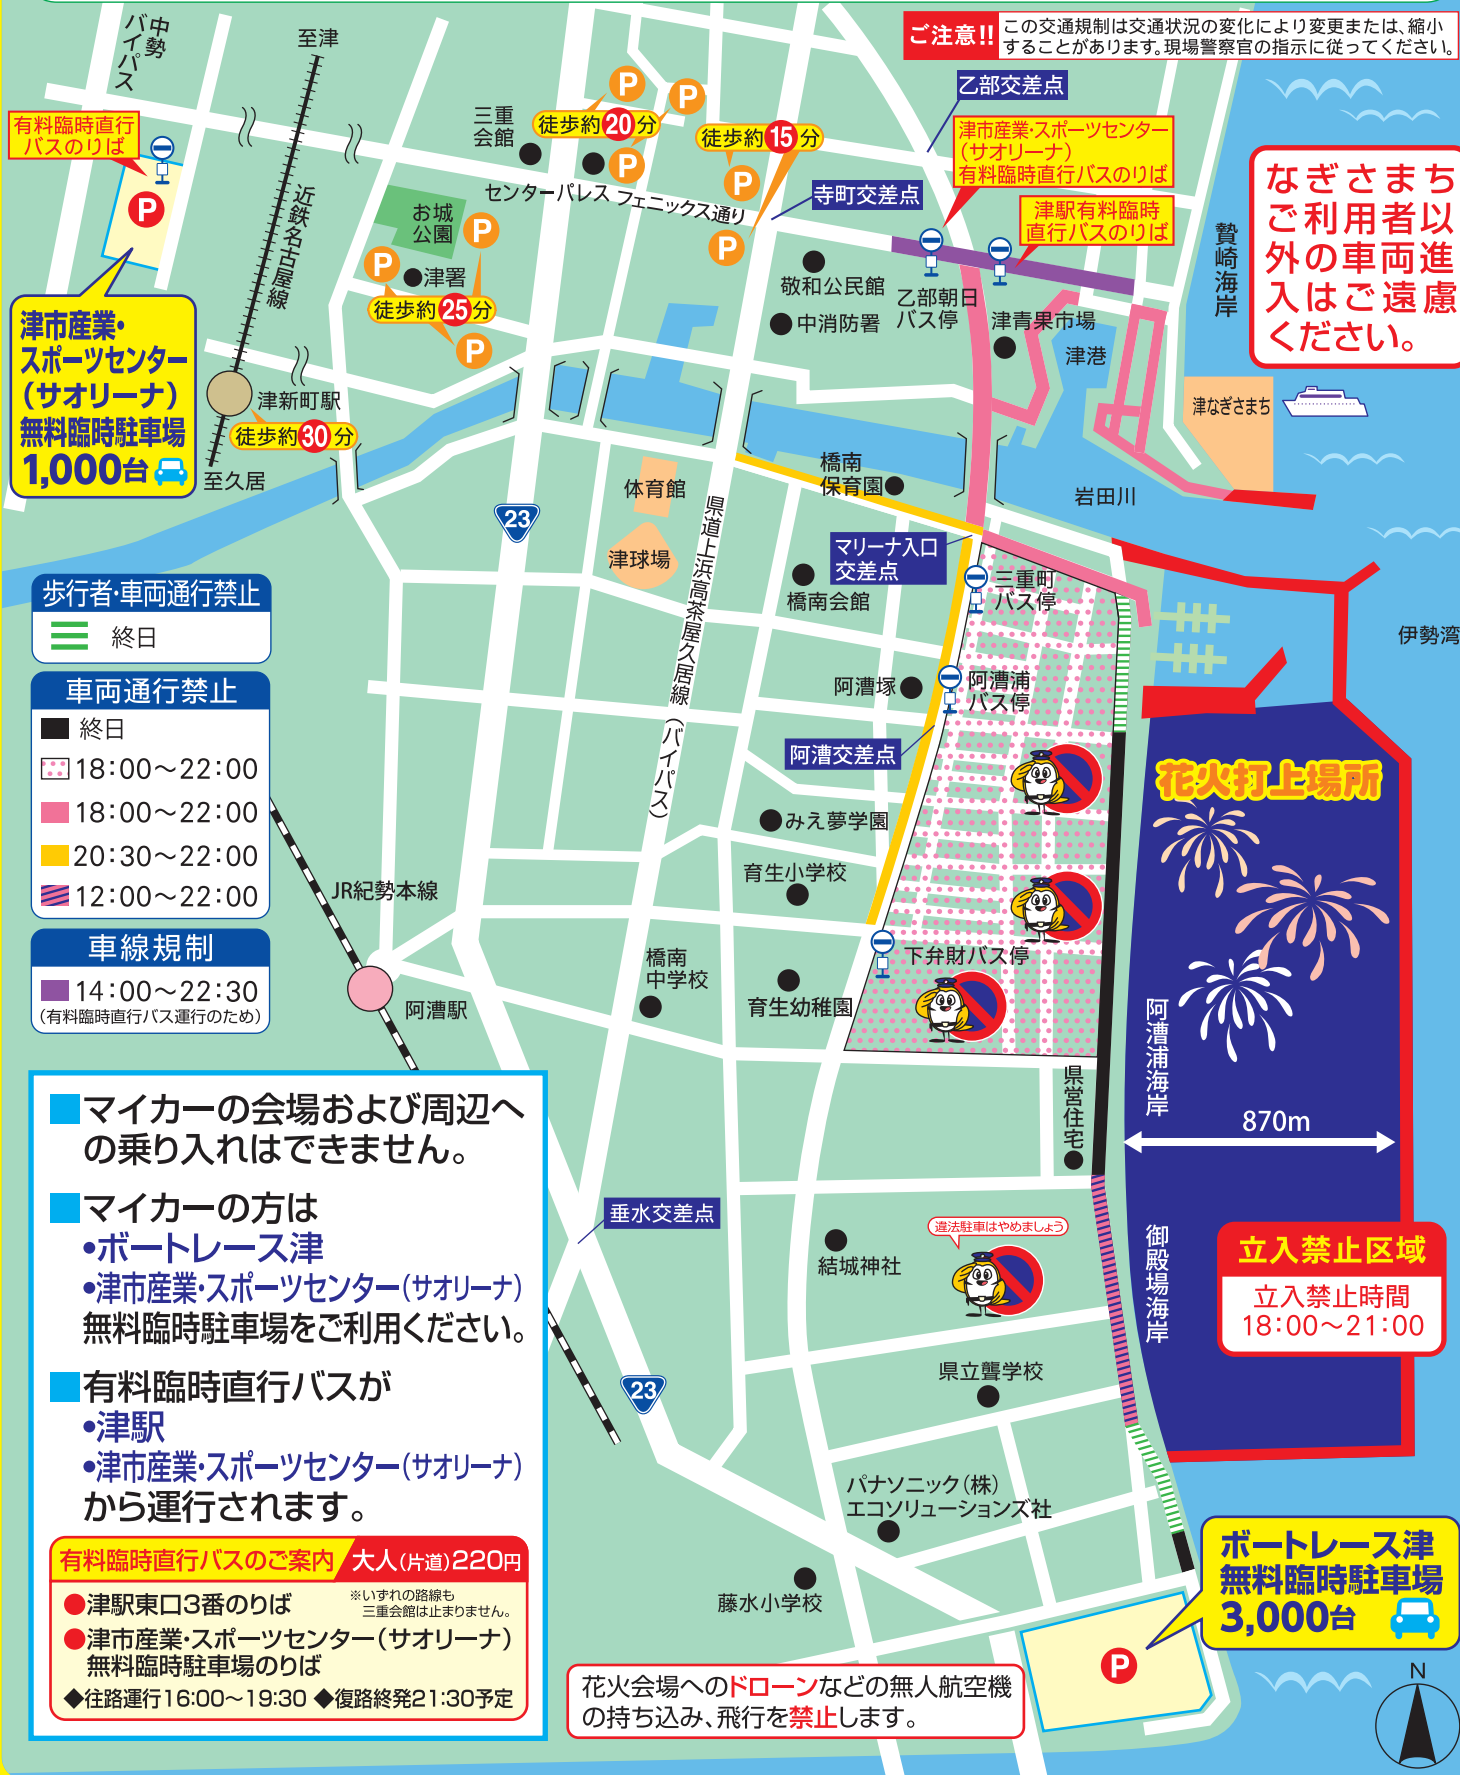 ご注意!! この交通規制は交通状況の変化により変更または、縮小
することがあります。現場警察官の指示に従ってください。
中勢
バイパス
至津
三重
会館
P
P
徒歩約20分
徒歩約15分
P
P
P
乙部交差点
津市産業・スポーツセンター
(サオリーナ)
有料臨時直行バスのりば
有料臨時直行
バスのりば
P
センターパレス
フェニックス通り
寺町交差点
津駅有料臨時
直行バスのりば
なぎさまち
ご利用者以
外の車両進
入はご遠慮
ください。
近鉄名古屋線
お城
公園
P
P
津署
徒歩約25分
P
敬和公民館
中消防署
乙部朝日
バス停
津青果市場
津港
贄崎海岸
津市産業・
スポーツセンター
(サオリーナ)
無料臨時駐車場
1,000台
津新町駅
徒歩約30分
至久居
津なぎさまち
橋南
保育園
岩田川
体育館
23
津球場
県道上浜高茶屋久居線(バイパス)
マリーナ入口
交差点
三重町
バス停
橋南会館
伊勢湾
歩行者・車両通行禁止
終日
車両通行禁止
終日
18:00〜22:00
18:00〜22:00
20:30〜22:00
12:00〜22:00
車線規制
14:00〜22:30
(有料臨時直行バス運行のため)
阿漕塚
阿漕浦
バス停
阿漕交差点
花火打上場所
みえ夢学園
育生小学校
JR紀勢本線
橋南
中学校
下弁財バス停
育生幼稚園
阿漕駅
阿漕浦海岸
県営住宅
870m
マイカーの会場および周辺へ
の乗り入れはできません。
マイカーの方は
•ボートレース津
•津市産業・スポーツセンター(サオリーナ)
無料臨時駐車場をご利用ください。
有料臨時直行バスが
•津駅
•津市産業・スポーツセンター(サオリーナ)
から運行されます。
有料臨時直行バスのご案内 大人(片道)220円
●津駅東口3番のりば
※いずれの路線も
三重会館は止まりません。
●津市産業・スポーツセンター(サオリーナ)
無料臨時駐車場のりば
◆往路運行16:00〜19:30 ◆復路終発21:30予定
垂水交差点
違法駐車はやめましょう
結城神社
御殿場海岸
立入禁止区域
立入禁止時間
18:00〜21:00
県立聾学校
23
パナソニック(株)
エコソリューションズ社
藤水小学校
ボートレース津
無料臨時駐車場
3,000台
P
花火会場へのドローンなどの無人航空機
の持ち込み、飛行を禁止します。
N